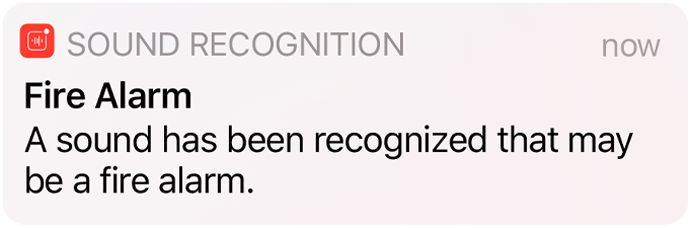 SOUND RECOGNITION now
Fire Alarm
A sound has been recognized that may
be a fire alarm.